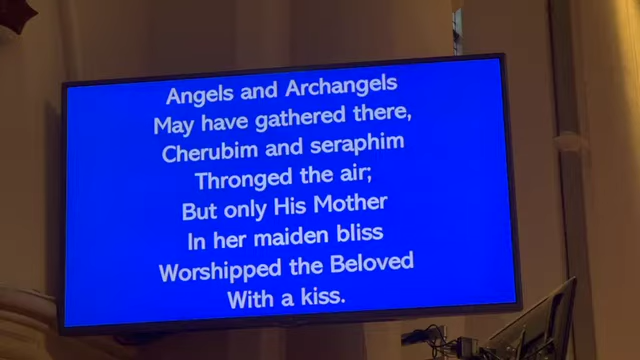 Angels and Archangels
May have gathered there,
Cherubim and seraphim
Thronged the air;
But only His Mother
In her maiden bliss
Worshipped the Beloved
With a kiss.